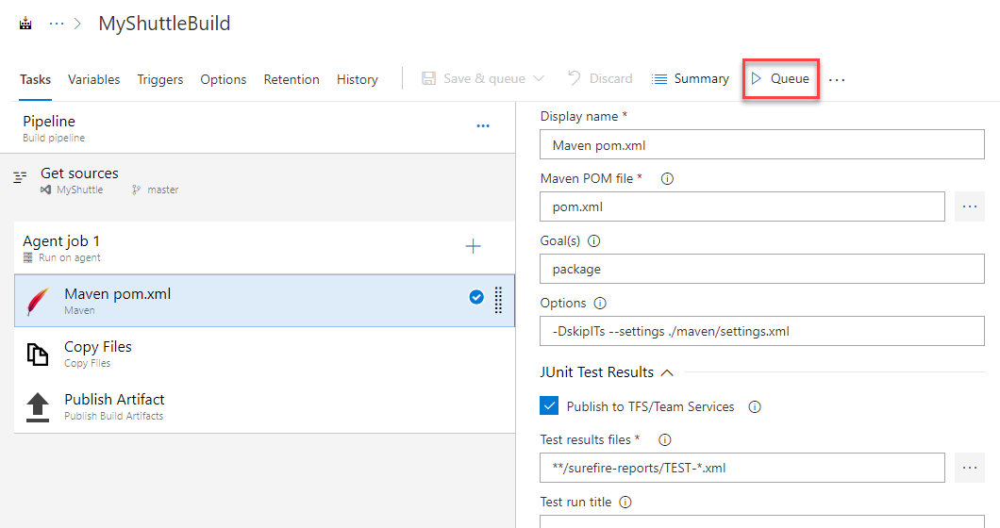 ··· > MyShuttleBuild
Tasks Variables Triggers Options Retention History Save & queue Discard Summary Queue ...
Pipeline
Build pipeline
...
Get sources
MyShuttle master
Agent job 1
Run on agent
Maven pom.xml
Maven
Copy Files
Copy Files
Publish Artifact
Publish Build Artifacts
Display name *
Maven pom.xml
Maven POM file *
pom.xml
...
Goal(s)
package
Options
-DskipITs --settings ./maven/settings.xml
JUnit Test Results
Publish to TFS/Team Services
Test results files *
**/surefire-reports/TEST-*.xml
...
Test run title